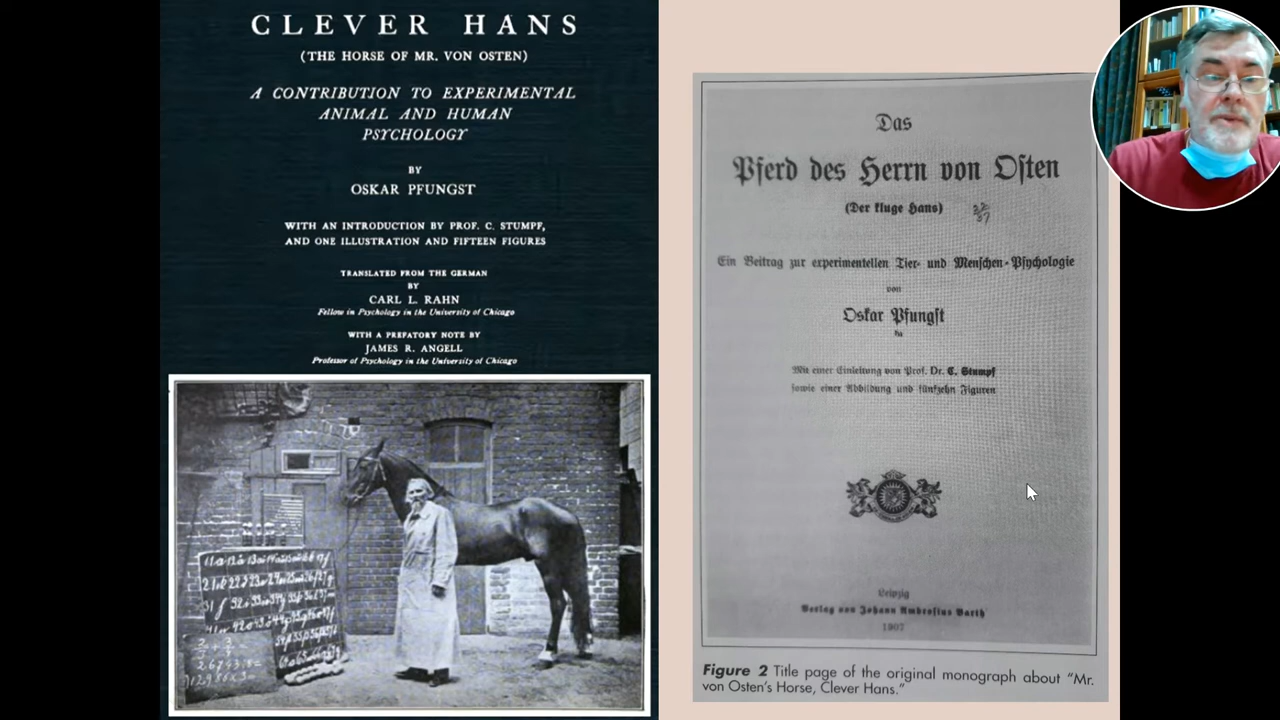 CLEVER HANS
(THE HORSE OF MR. VON OSTEN)
A CONTRIBUTION TO EXPERIMENTAL
ANIMAL AND HUMAN
PSYCHOLOGY
BY
OSKAR PFUNGST
WITH AN INTRODUCTION BY PROF. C. STUMPF,
AND ONE ILLUSTRATION AND FIFTEEN FIGURES
TRANSLATED FROM THE GERMAN
BY
CARL L. RAHN
Fellow in Psychology in the University of Chicago
WITH A PREFATORY NOTE BY
JAMES R. ANGELL
Professor of Psychology in the University of Chicago
Das
Pferd des Herrn von Osten
(Der kluge Hans)
Ein Beitrag zur experimentellen Tier- und Menschen-Psychologie
von
Oskar Pfungst
Mit einer Einleitung von Prof. Dr. C. Stumpf
sowie einer Abbildung und fünfzehn Figuren
Leipzig
Verlag von Johann Ambrosius Barth
1907
Figure 2 Title page of the original monograph about “Mr.
von Osten’s Horse, Clever Hans.”